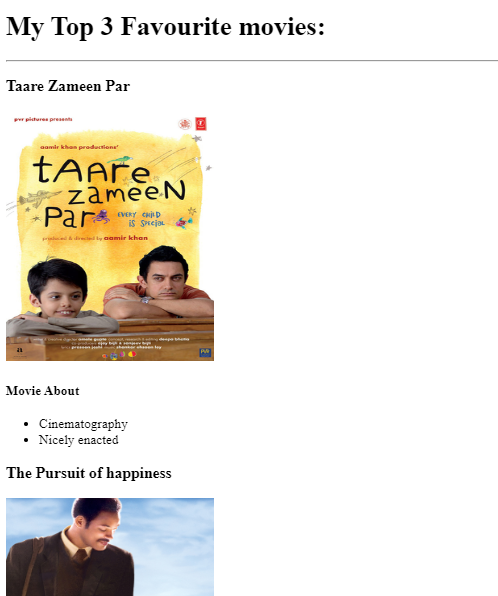 My Top 3 Favourite movies:
Taare Zameen Par
pvr pictures presents
aamir khan productions'
tAAre
zameeN
Par
EVERY CHiLD
iS SPECiAL
produced & directed by aamir khan
Movie About
Cinematography
Nicely enacted
The Pursuit of happiness